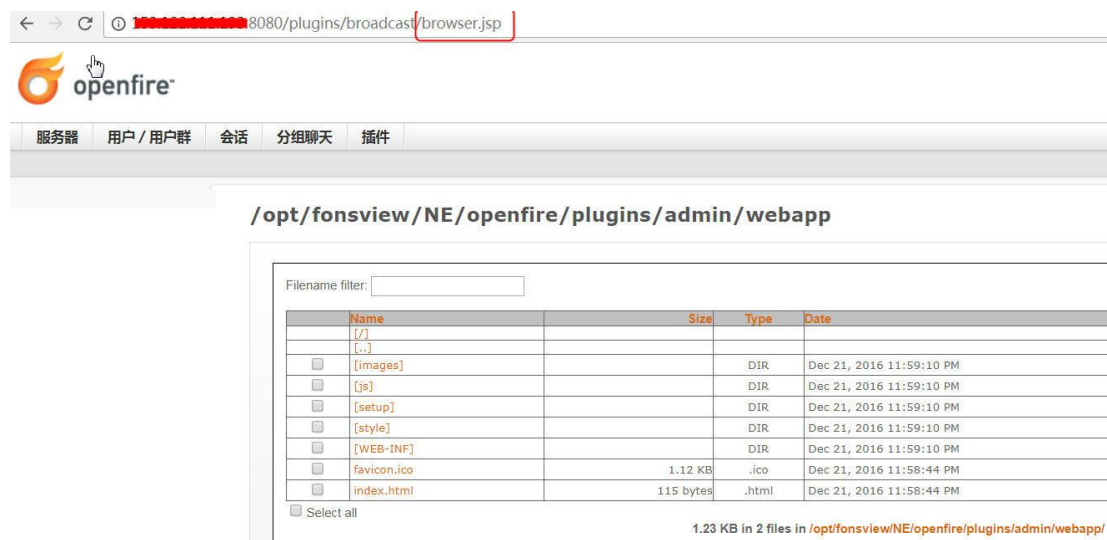 :8080/plugins/broadcast/browser.jsp
openfire™
服务器 用户 / 用户群 会话 分组聊天 插件
/opt/fonsview/NE/openfire/plugins/admin/webapp
Filename filter:
Name Size Type Date
[/]
[..]
[images] DIR Dec 21, 2016 11:59:10 PM
[js] DIR Dec 21, 2016 11:59:10 PM
[setup] DIR Dec 21, 2016 11:59:10 PM
[style] DIR Dec 21, 2016 11:59:10 PM
[WEB-INF] DIR Dec 21, 2016 11:59:10 PM
favicon.ico 1.12 KB .ico Dec 21, 2016 11:58:44 PM
index.html 115 bytes .html Dec 21, 2016 11:58:44 PM
Select all
1.23 KB in 2 files in /opt/fonsview/NE/openfire/plugins/admin/webapp/